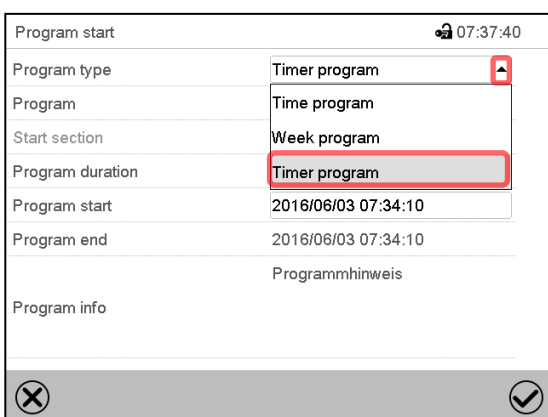 Program start 07:37:40
Program type Timer program
Program Time program
Start section Week program
Program duration Timer program
Program start 2016/06/03 07:34:10
Program end 2016/06/03 07:34:10
Programmhinweis
Program info